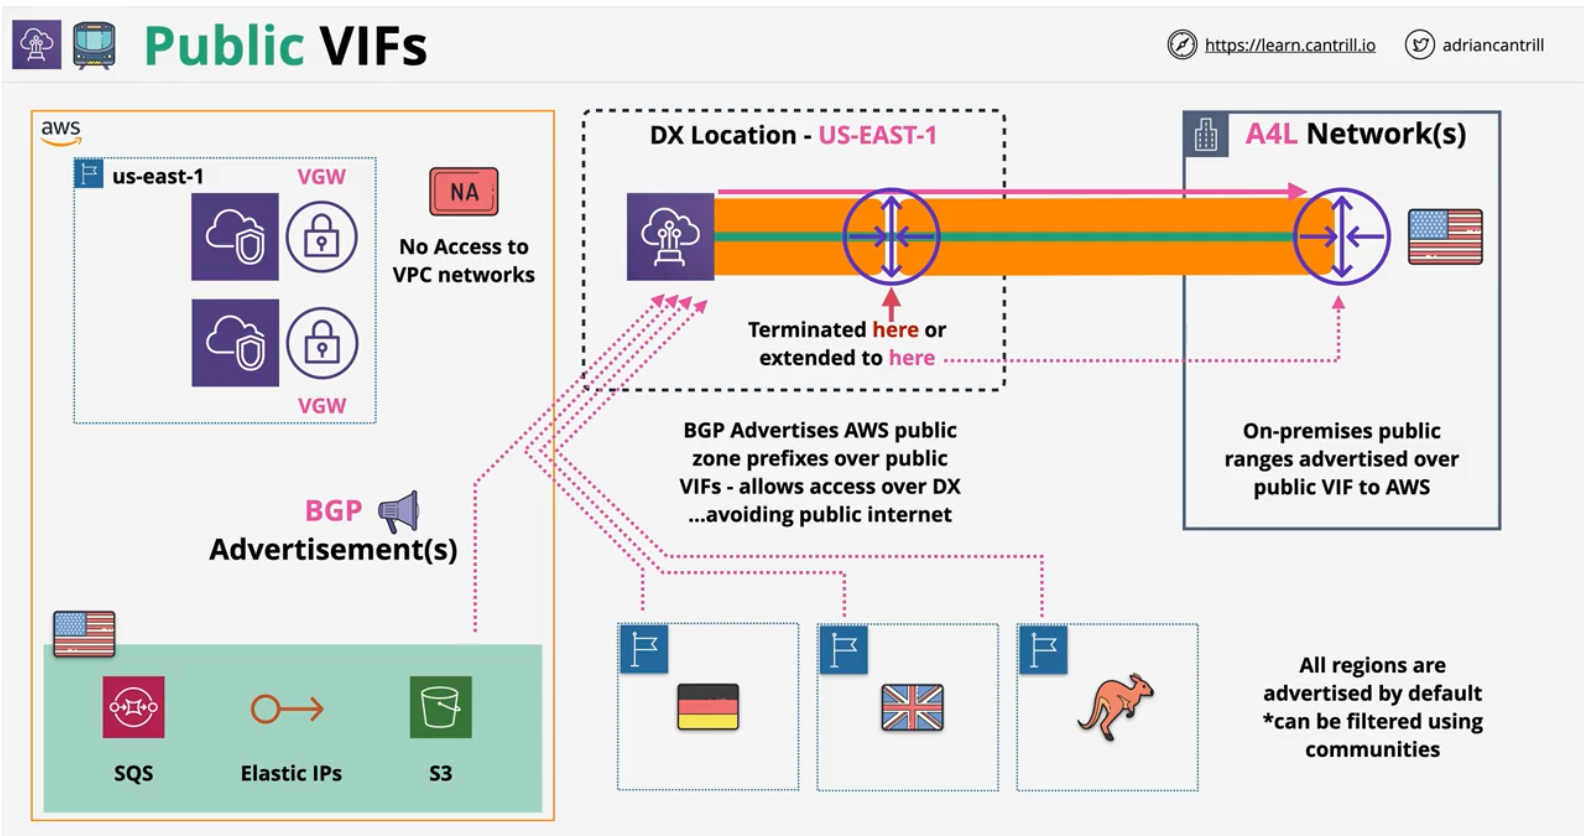 Public VIFs
https://learn.cantrill.io
adriancantrill
aws
us-east-1
VGW
VGW
NA
No Access to
VPC networks
BGP
Advertisement(s)
SQS
Elastic IPs
S3
DX Location - US-EAST-1
Terminated here or
extended to here
BGP Advertises AWS public
zone prefixes over public
VIFs - allows access over DX
...avoiding public internet
A4L Network(s)
On-premises public
ranges advertised over
public VIF to AWS
All regions are
advertised by default
*can be filtered using
communities